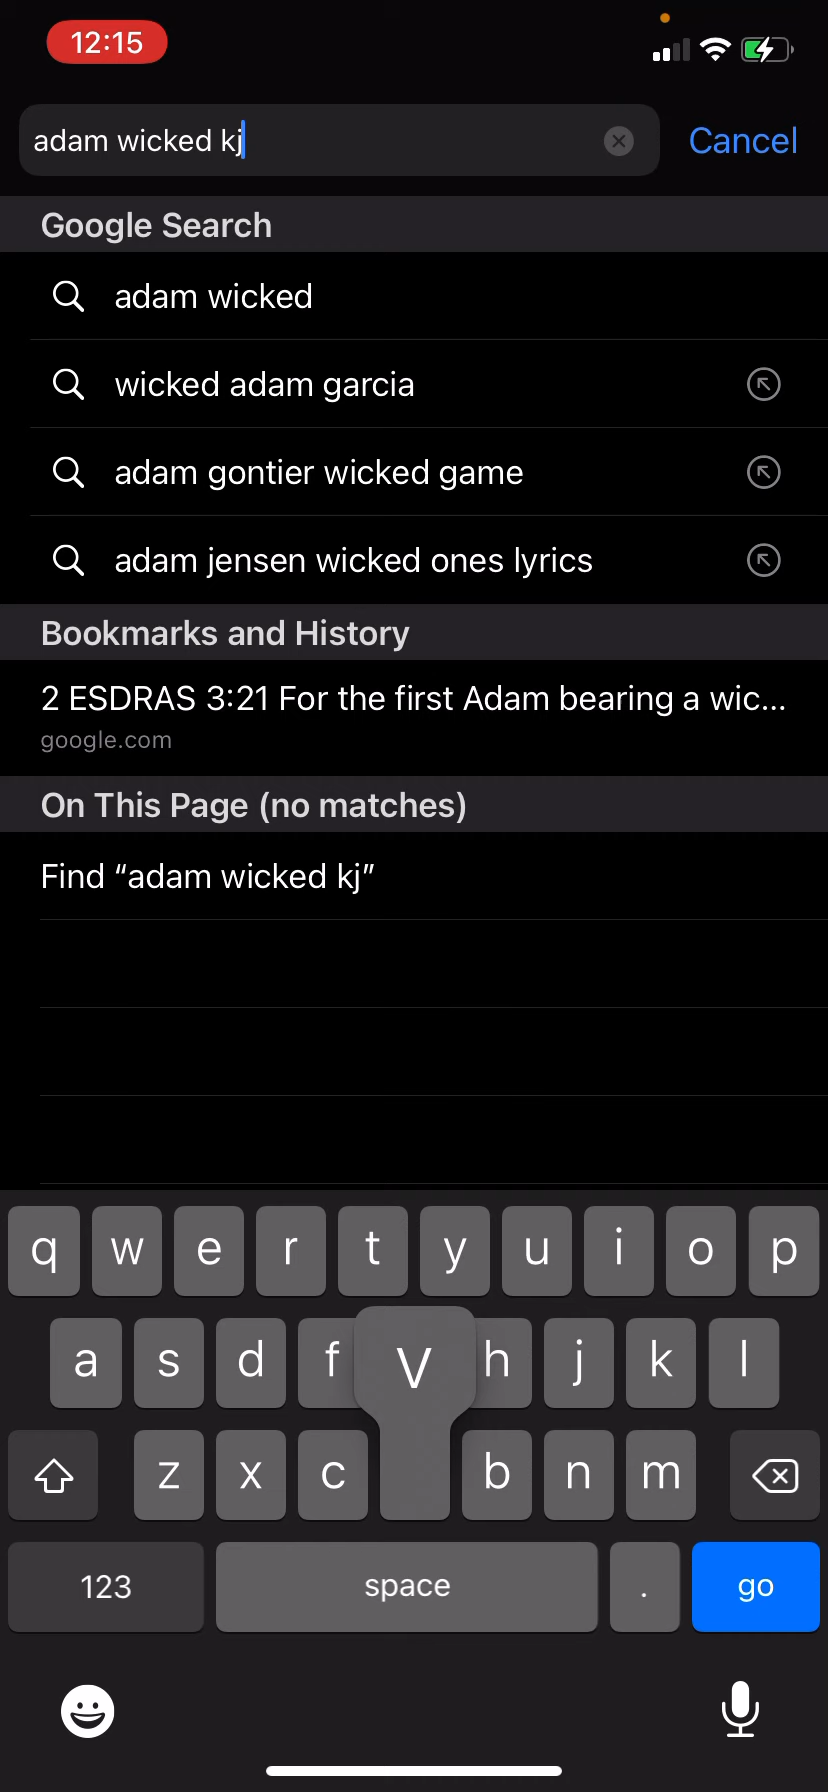 12:15
adam wicked kj
Cancel
Google Search
adam wicked
wicked adam garcia
adam gontier wicked game
adam jensen wicked ones lyrics
Bookmarks and History
2 ESDRAS 3:21 For the first Adam bearing a wic...
google.com
On This Page (no matches)
Find “adam wicked kj”
q w e r t y u i o p
a s d f V h j k l
z x c b n m
123 space . go